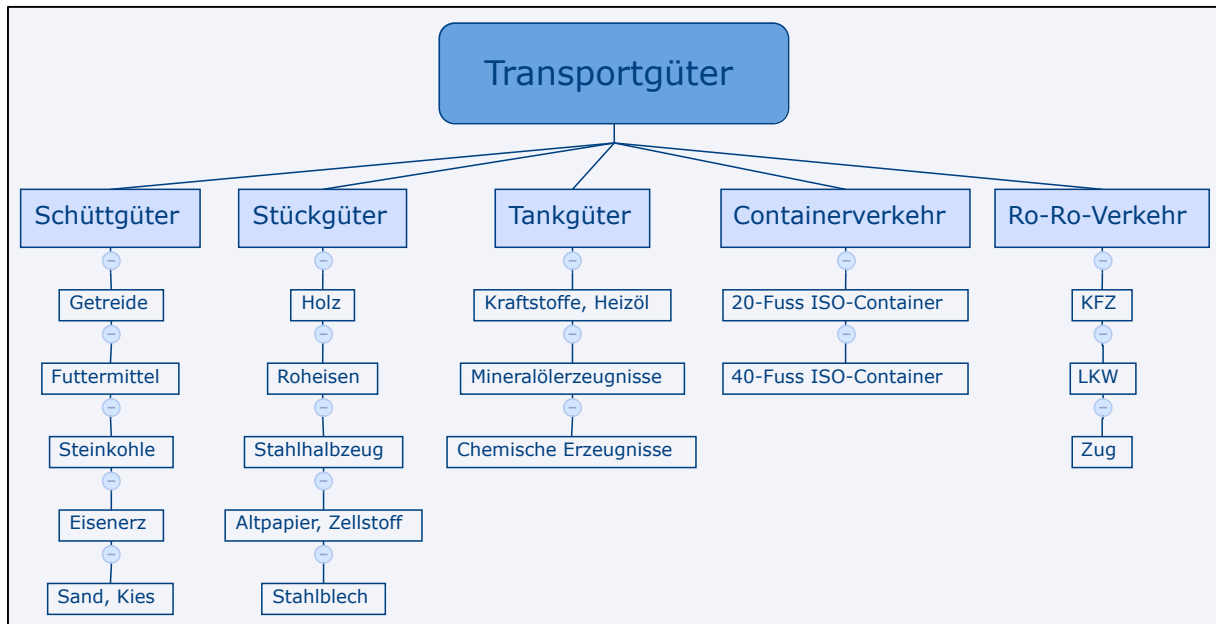 Transportgüter
Schüttgüter
Stückgüter
Tankgüter
Containerverkehr
Ro-Ro-Verkehr
Getreide
Holz
Kraftstoffe, Heizöl
20-Fuss ISO-Container
KFZ
Futtermittel
Roheisen
Mineralölerzeugnisse
40-Fuss ISO-Container
LKW
Steinkohle
Stahlhalbzeug
Chemische Erzeugnisse
Zug
Eisenerz
Altpapier, Zellstoff
Sand, Kies
Stahlblech